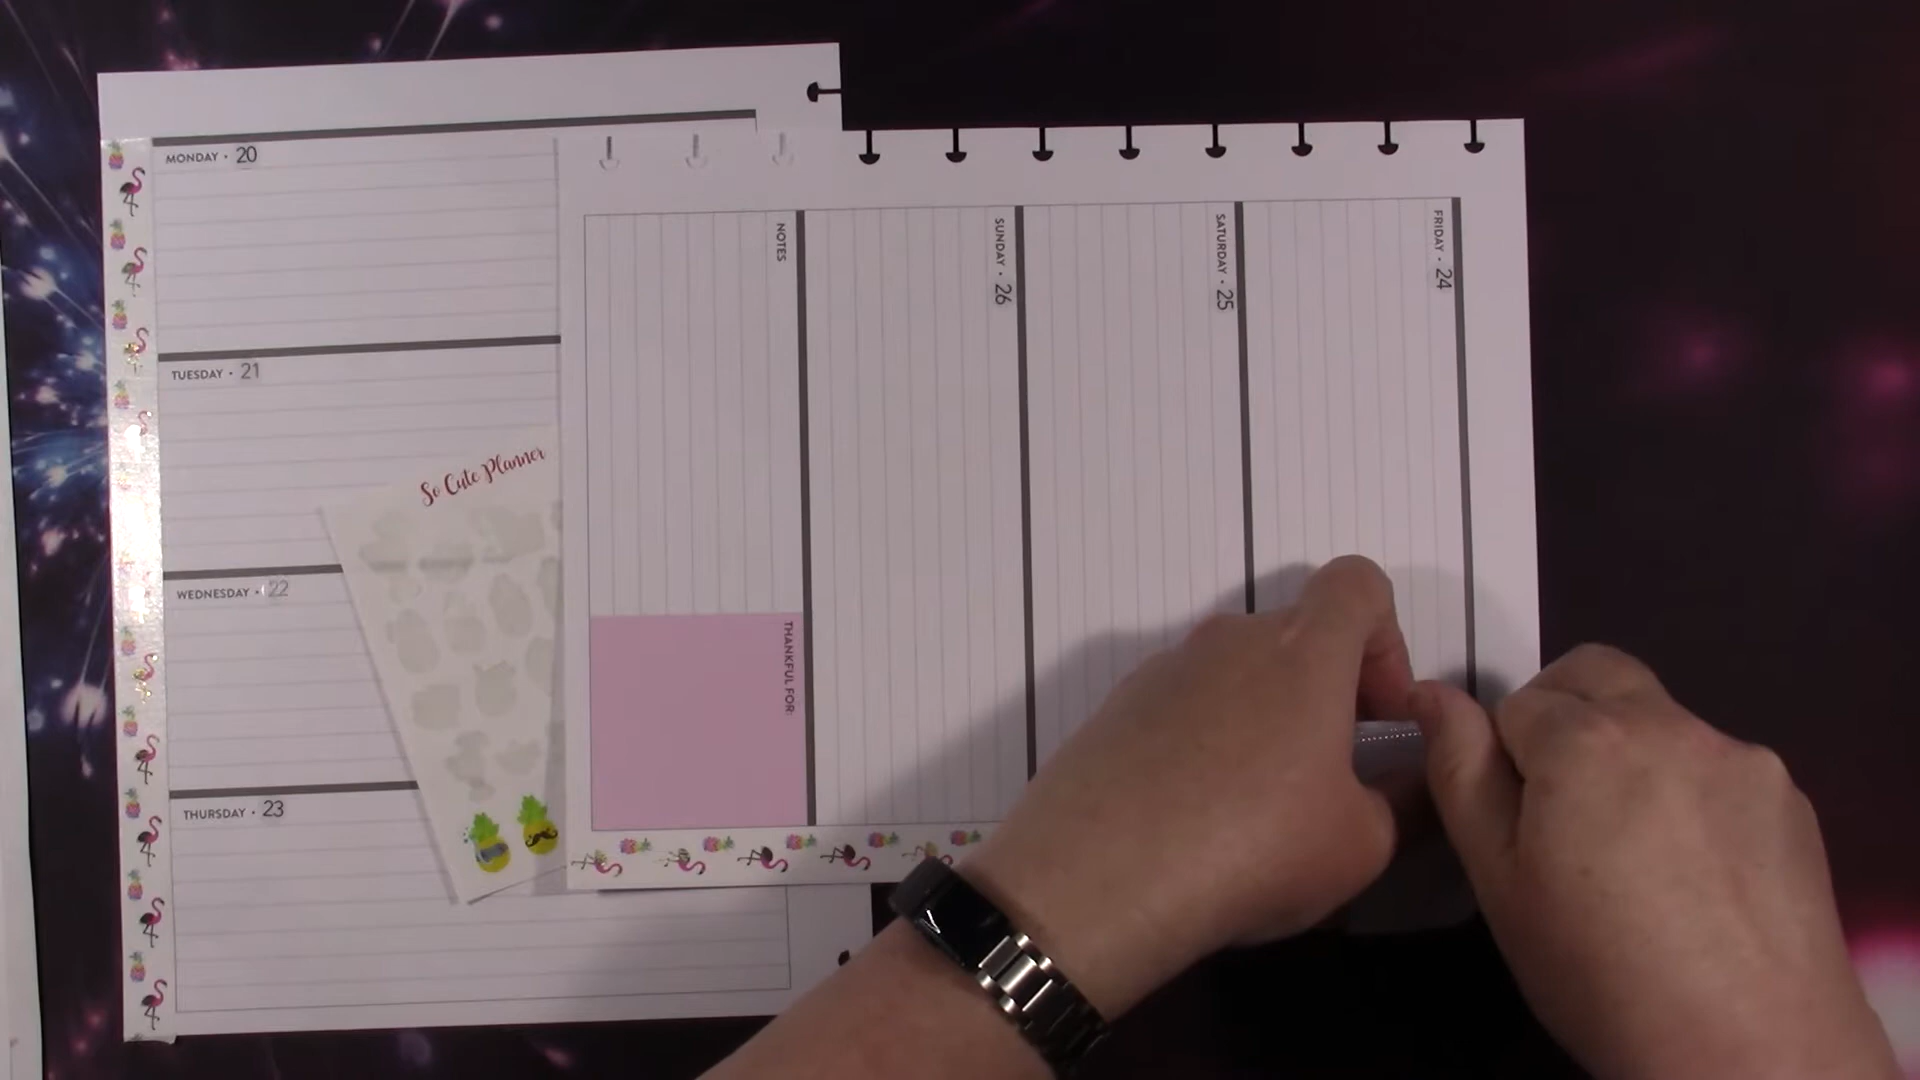 MONDAY · 20
TUESDAY · 21
WEDNESDAY · 22
THURSDAY · 23
So Cute Planner
NOTES
THANKFUL FOR:
SUNDAY · 26
SATURDAY · 25
FRIDAY · 24